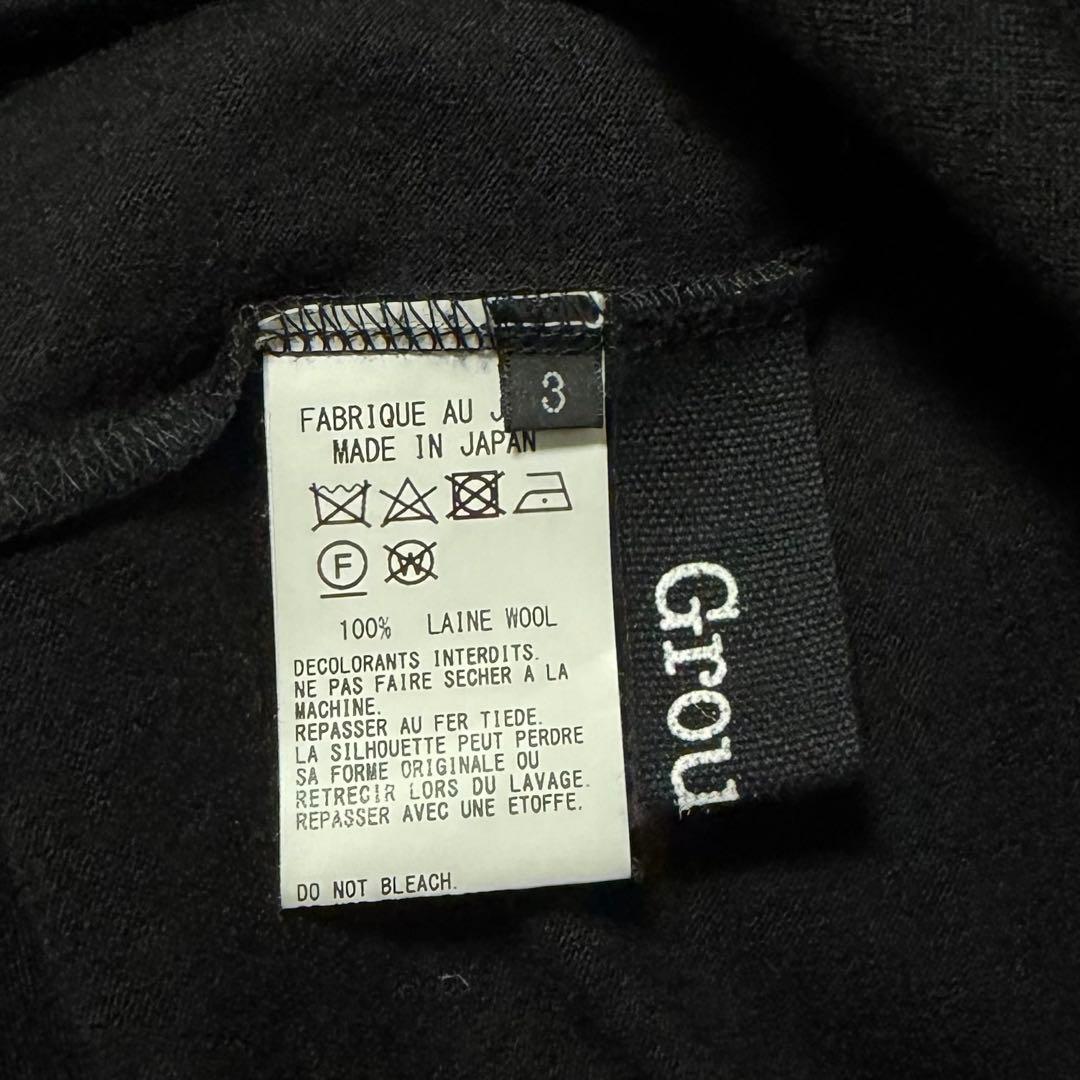 3
FABRIQUE AU J
MADE IN JAPAN
F
W
100% LAINE WOOL
DECOLORANTS INTERDITS.
NE PAS FAIRE SECHER A LA
MACHINE.
REPASSER AU FER TIEDE.
LA SILHOUETTE PEUT PERDRE
SA FORME ORIGINALE OU
RETRECIR LORS DU LAVAGE.
REPASSER AVEC UNE ETOFFE.
DO NOT BLEACH.
Grou